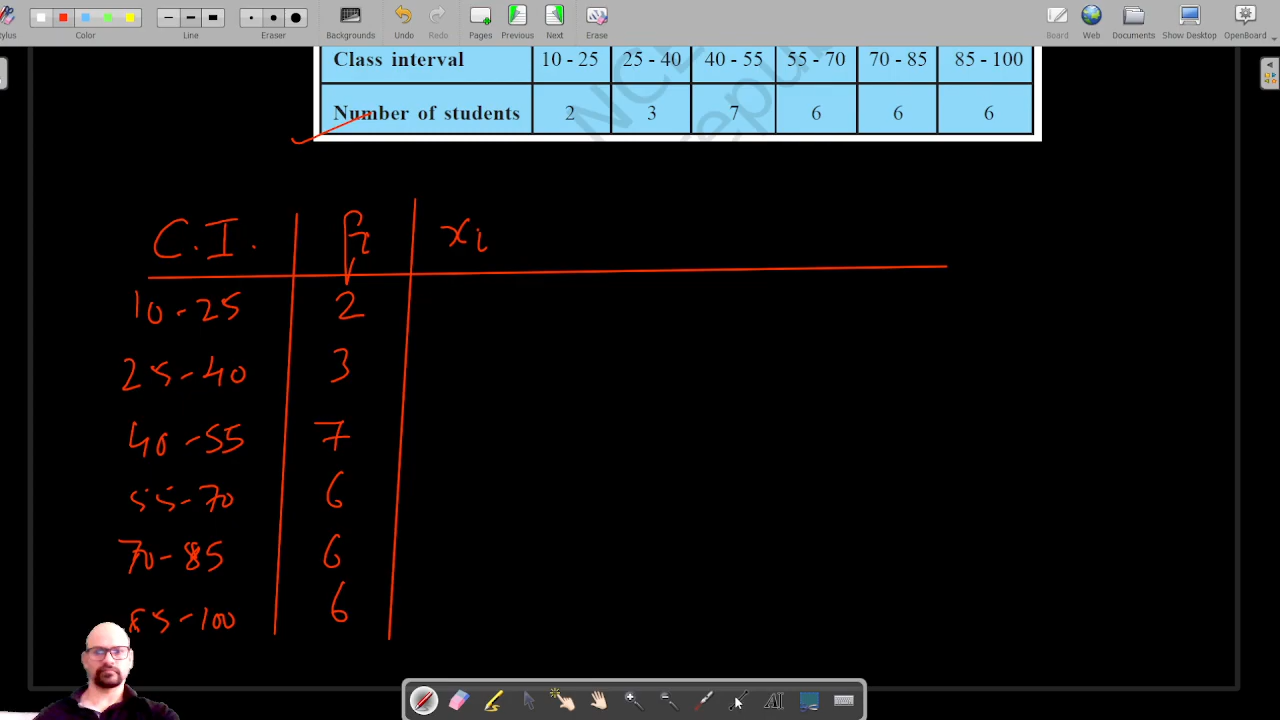 tylus Color Line Eraser Backgrounds Undo Redo Pages Previous Next Erase Board Web Documents Show Desktop OpenBoard
Class interval 10 - 25 25 - 40 40 - 55 55 - 70 70 - 85 85 - 100
Number of students 2 3 7 6 6 6
C.I. fi xi
10-25 2
25-40 3
40-55 7
55-70 6
70-85 6
85-100 6